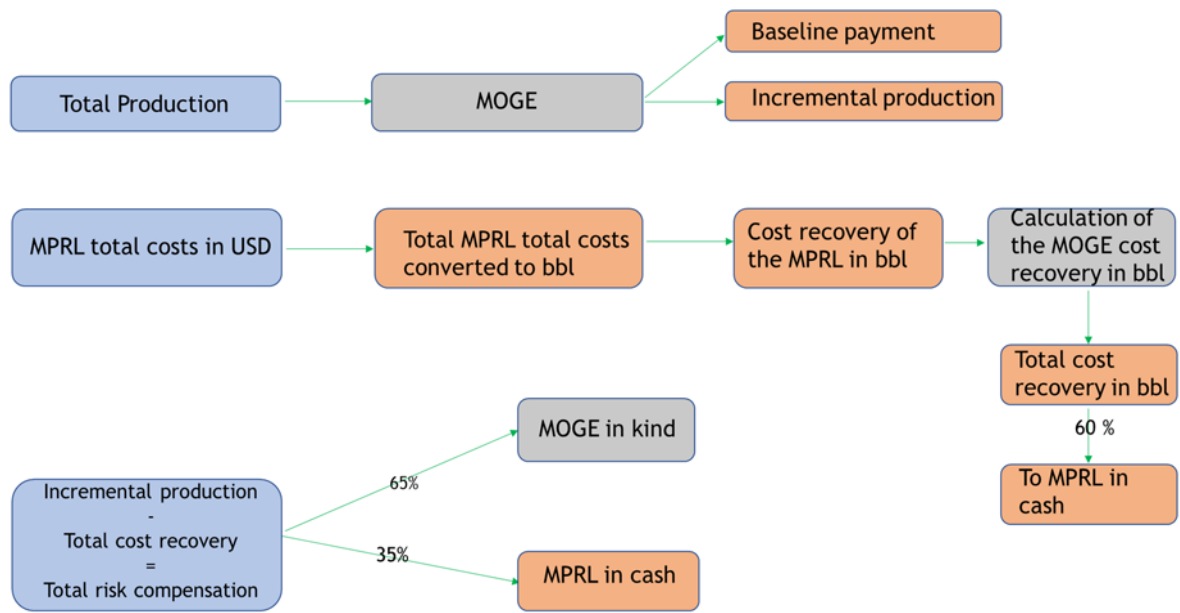 Baseline payment
Total Production
MOGE
Incremental production
MPRL total costs in USD
Total MPRL total costs
converted to bbl
Cost recovery of
the MPRL in bbl
Calculation of
the MOGE cost
recovery in bbl
Total cost
recovery in bbl
60 %
To MPRL in
cash
MOGE in kind
65%
Incremental production
-
Total cost recovery
=
Total risk compensation
35%
MPRL in cash